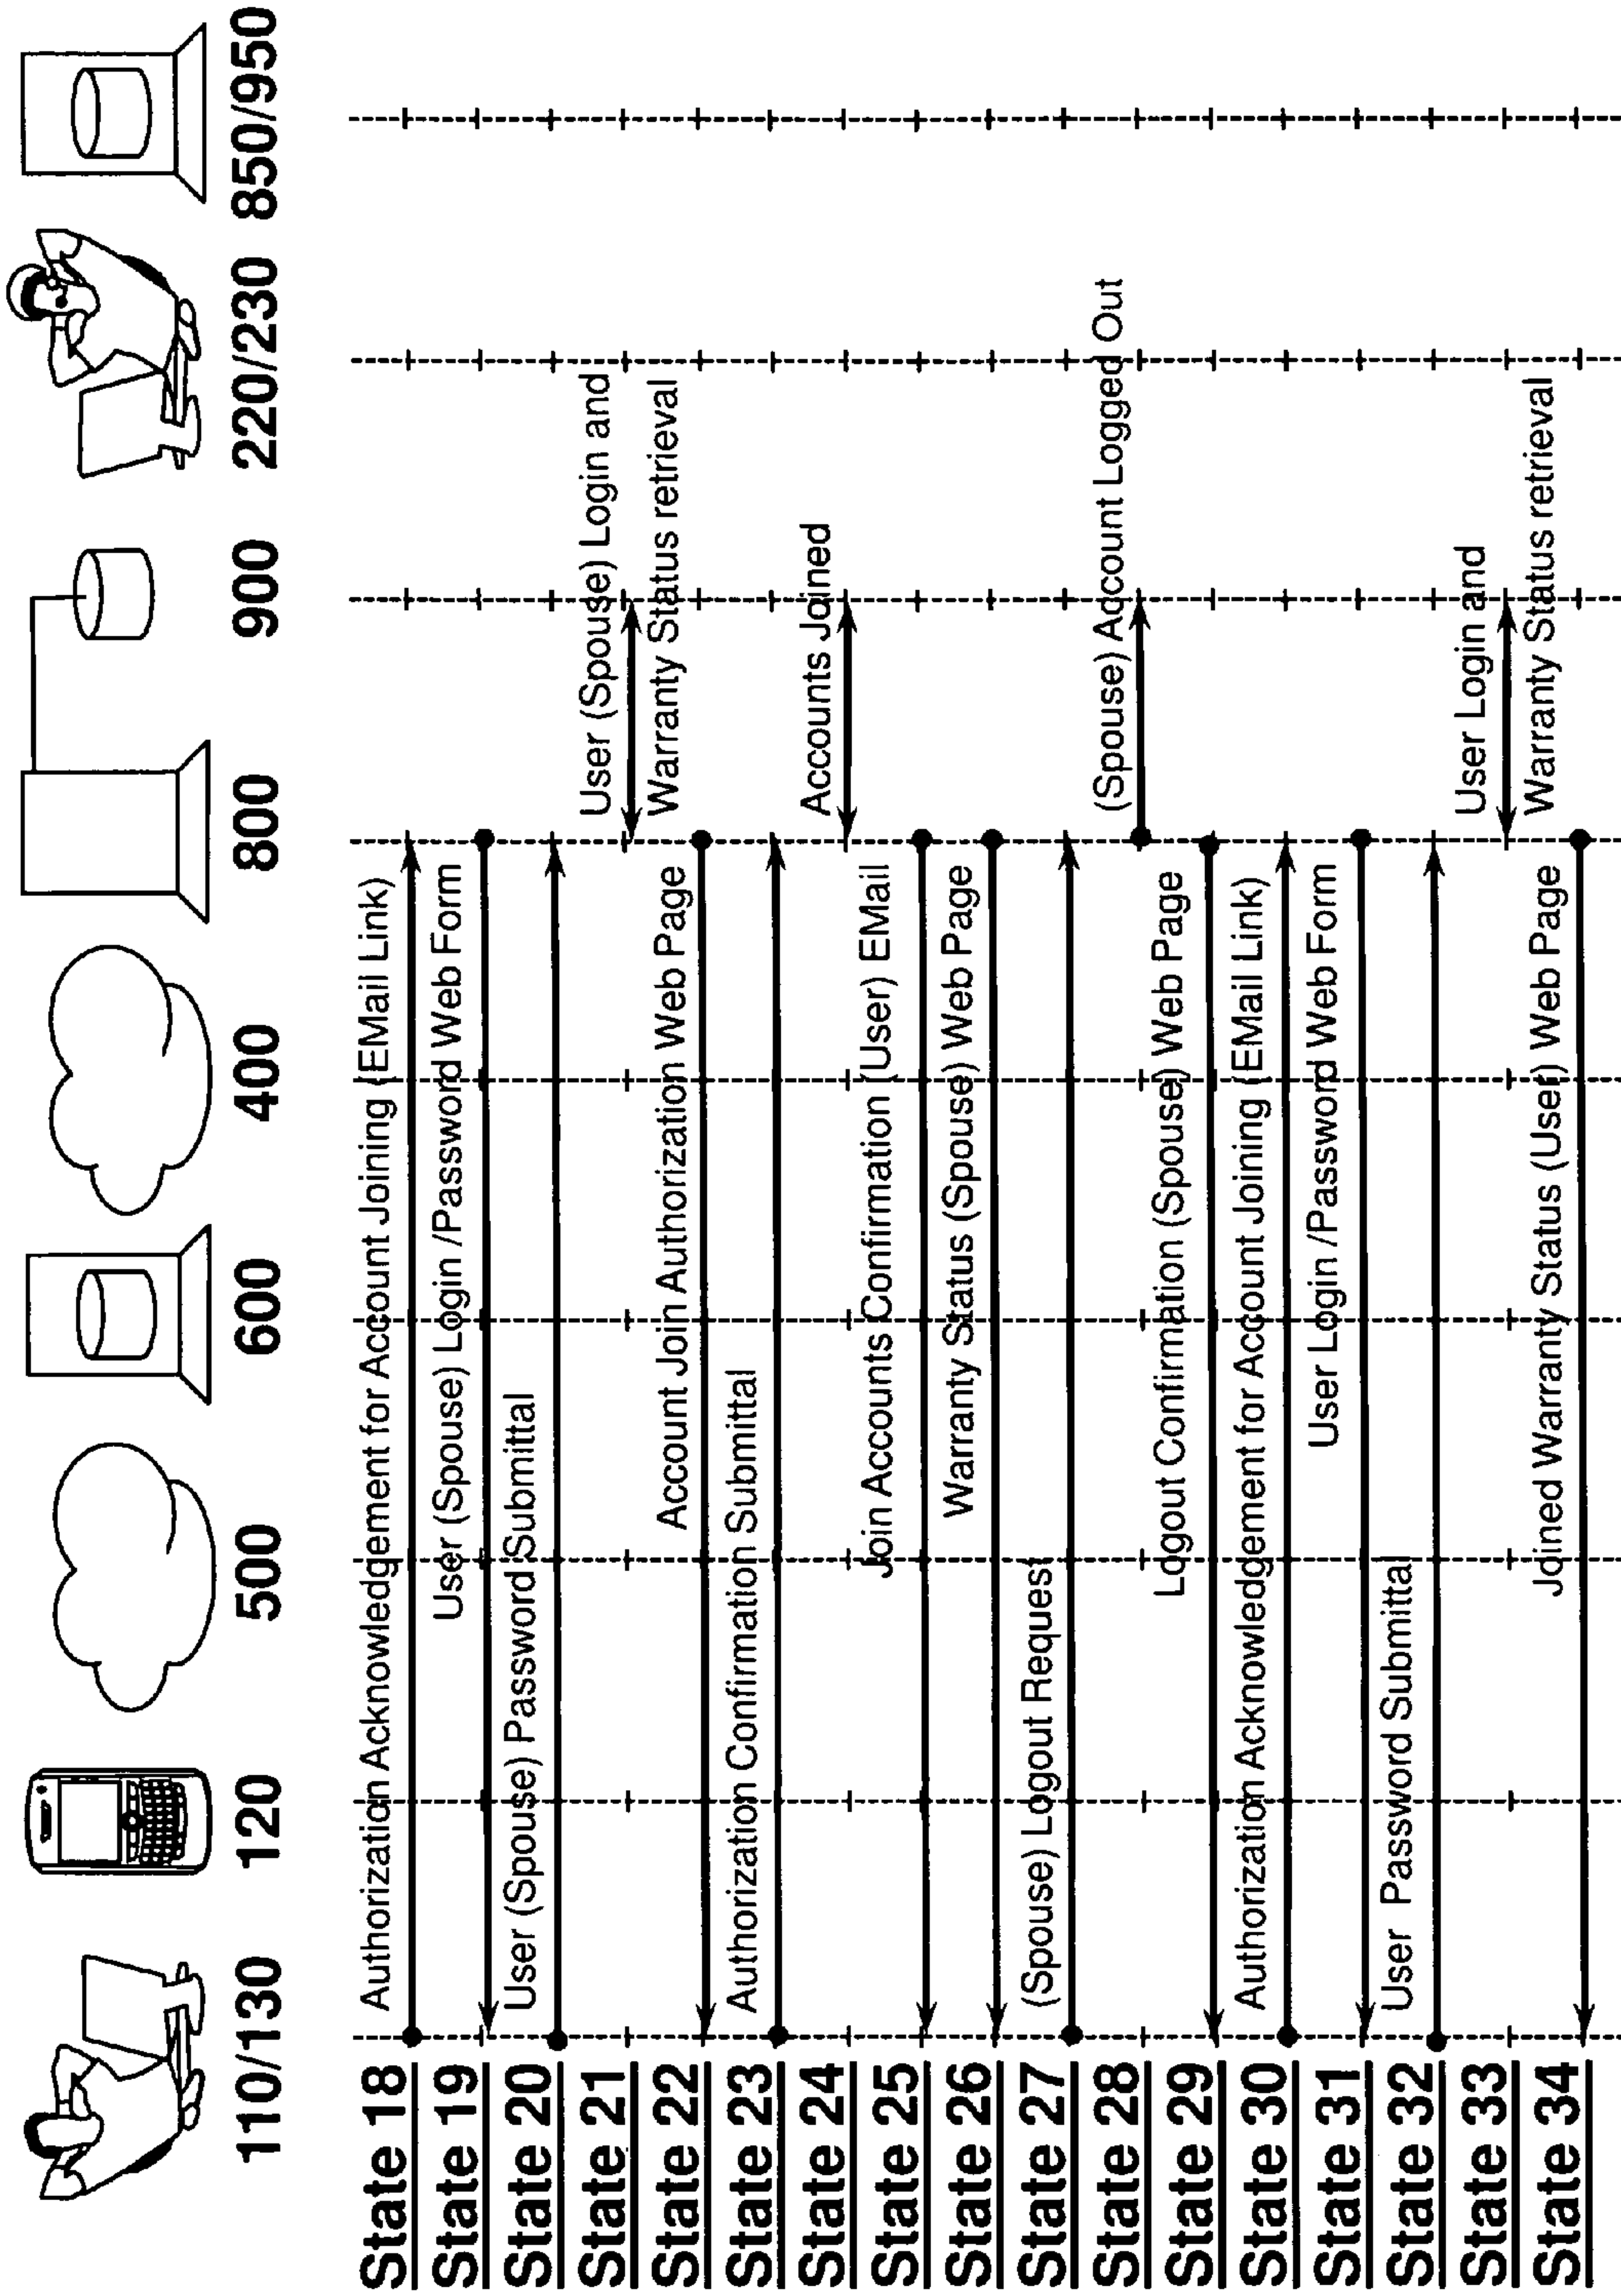 110/130 120 500 600 400 800 900 220/230 850/950
State 18 Authorization Acknowledgement for Account Joining (EMail Link)
State 19 User (Spouse) Login /Password Web Form
State 20 User (Spouse) Password Submittal
State 21 User (Spouse) Login and
Warranty Status retrieval
State 22 Account Join Authorization Web Page
State 23 Authorization Confirmation Submittal
State 24 Accounts Joined
State 25 Join Accounts Confirmation (User) EMail
State 26 Warranty Status (Spouse) Web Page
State 27 (Spouse) Logout Request
State 28 (Spouse) Account Logged Out
State 29 Logout Confirmation (Spouse) Web Page
State 30 Authorization Acknowledgement for Account Joining (EMail Link)
State 31 User Login /Password Web Form
State 32 User Password Submittal
State 33 User Login and
Warranty Status retrieval
State 34 Joined Warranty Status (User) Web Page